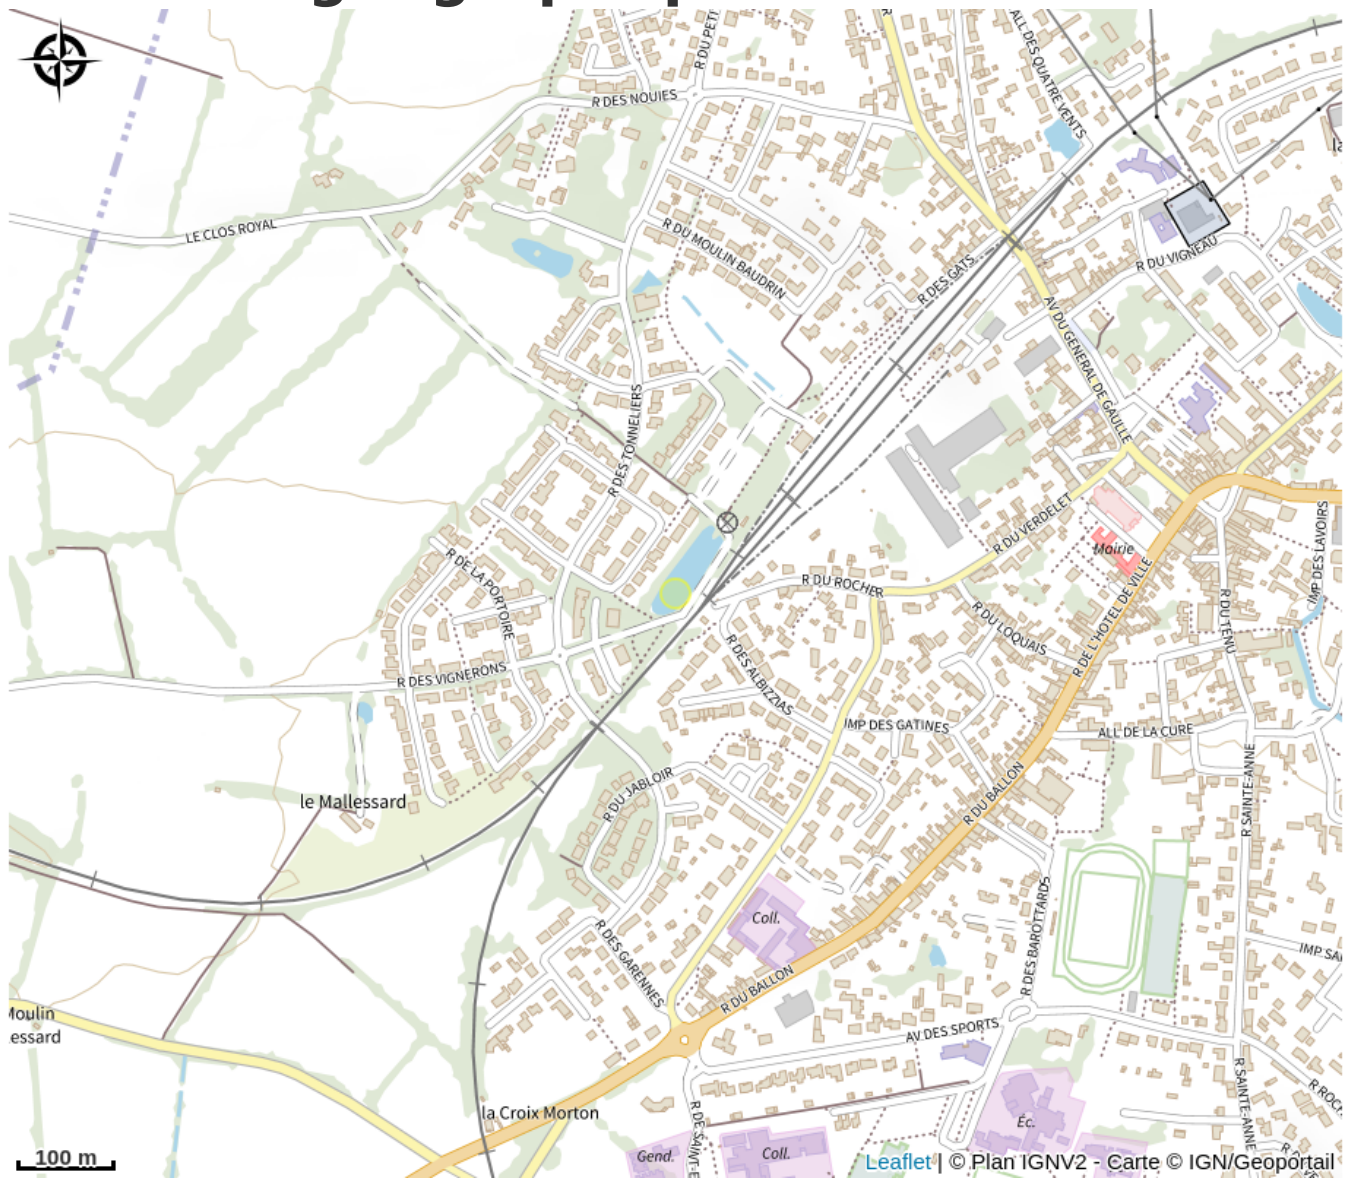 R DU PETI
R
ALL DES QUATRE VENTS
R DES NOUIES
LE CLOS ROYAL
R DU MOULIN BAUDRIN
R DES GATS
R DU VIGNEAU
AV DU GENERAL DE GAULLE
R DES TONNELIERS
R DU VERDELET
Mairie
IMP DES LAVOIRS
R DE LA PORTOIRE
R DU ROCHER
R DU LOQUAIS
R DE L'HOTEL DE VILLE
R DU TENU
R DES VIGNERONS
R DES ALBIZZIAS
IMP DES GATINES
ALL DE LA CURE
le Mallessard
R DU JABLOIR
R DU BALLON
R SAINTE-ANNE
Coll.
R DES BAROTTARDS
R DES GARENNES
IMP SA
R DU BALLON
Moulin
essard
AV DES SPORTS
R SAINTE-ANNE
R ROCH
la Croix Morton
R DE SAINT-E
Éc.
Gend.
Coll.
100 m
Leaflet | © Plan IGNV2 - Carte © IGN/Geoportail